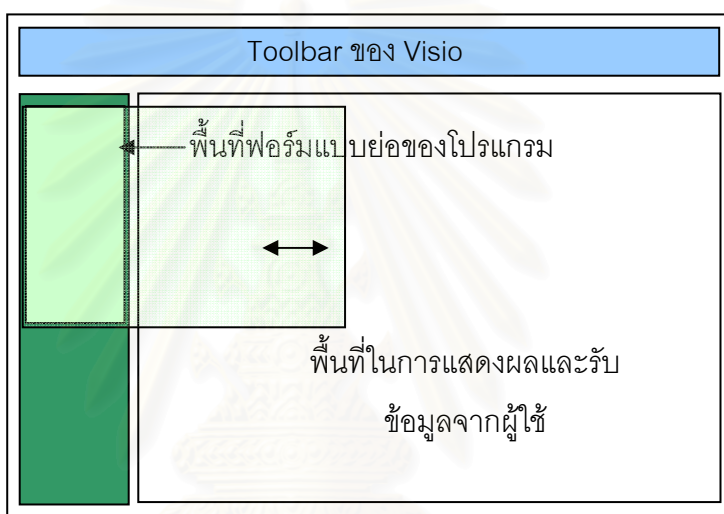 Toolbar ของ Visio
พื้นที่ฟอร์มแบบย่อของโปรแกรม
พื้นที่ในการแสดงผลและรับ
ข้อมูลจากผู้ใช้